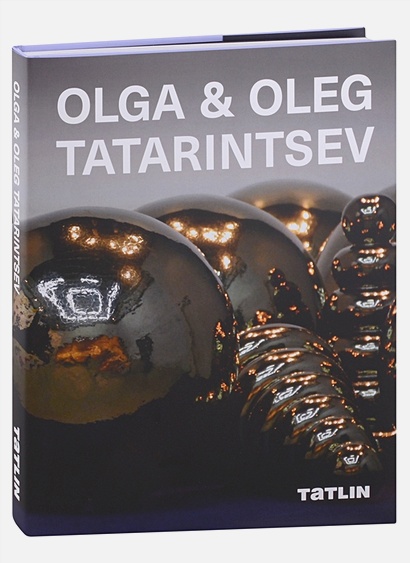 OLGA & OLEG
TATARINTSEV
OLGA & OLEG TATARINTSEV
TaTLIN
TaTLIN